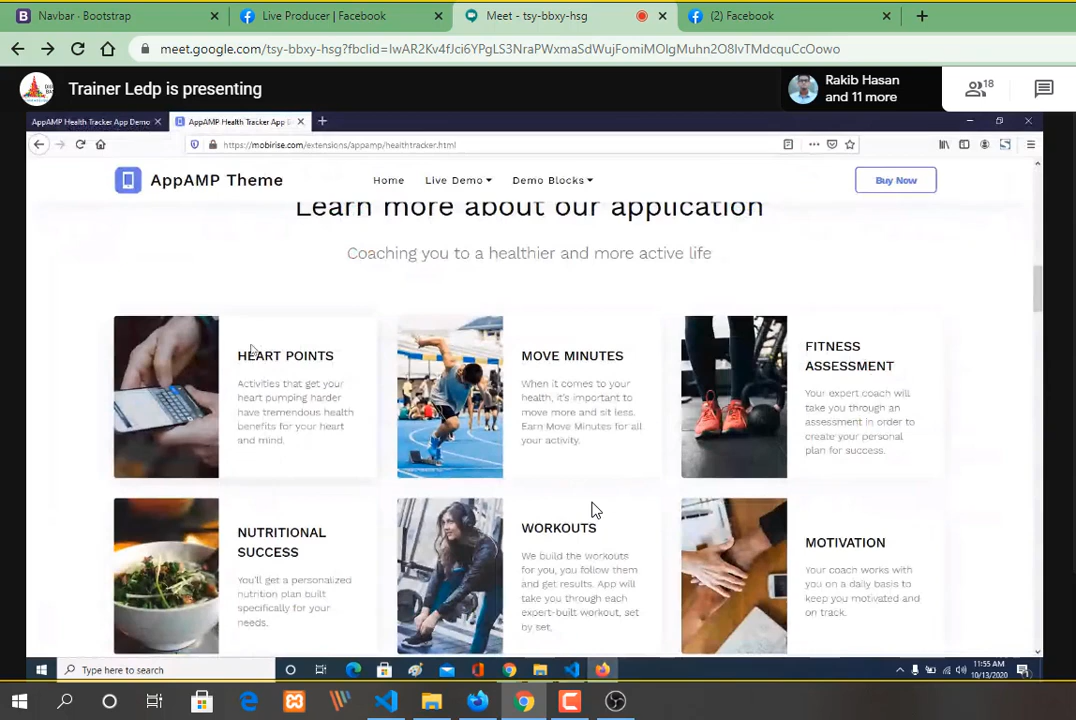 Navbar · Bootstrap
Live Producer | Facebook
Meet - tsy-bbxy-hsg
(2) Facebook
meet.google.com/tsy-bbxy-hsg?fbclid=IwAR2Kv4fJci6YPgLS3NraPWxmaSdWujFomiMOlgMuhn2O8lvTMdcquCcOowo
Trainer Ledp is presenting
Rakib Hasan
and 11 more
18
AppAMP Health Tracker App Demo
AppAMP Health Tracker App D
https://mobirise.com/extensions/appamp/healthtracker.html
AppAMP Theme
Home
Live Demo
Demo Blocks
Buy Now
Learn more about our application
Coaching you to a healthier and more active life
HEART POINTS
Activities that get your
heart pumping harder
have tremendous health
benefits for your heart
and mind.
MOVE MINUTES
When it comes to your
health, it's important to
move more and sit less.
Earn Move Minutes for all
your activity.
FITNESS
ASSESSMENT
Your expert coach will
take you through an
assessment in order to
create your personal
plan for success.
NUTRITIONAL
SUCCESS
You'll get a personalized
nutrition plan built
specifically for your
needs.
WORKOUTS
We build the workouts
for you, you follow them
and get results. App will
take you through each
expert-built workout, set
by set.
MOTIVATION
Your coach works with
you on a daily basis to
keep you motivated and
on track.
Type here to search
11:55 AM
10/13/2020